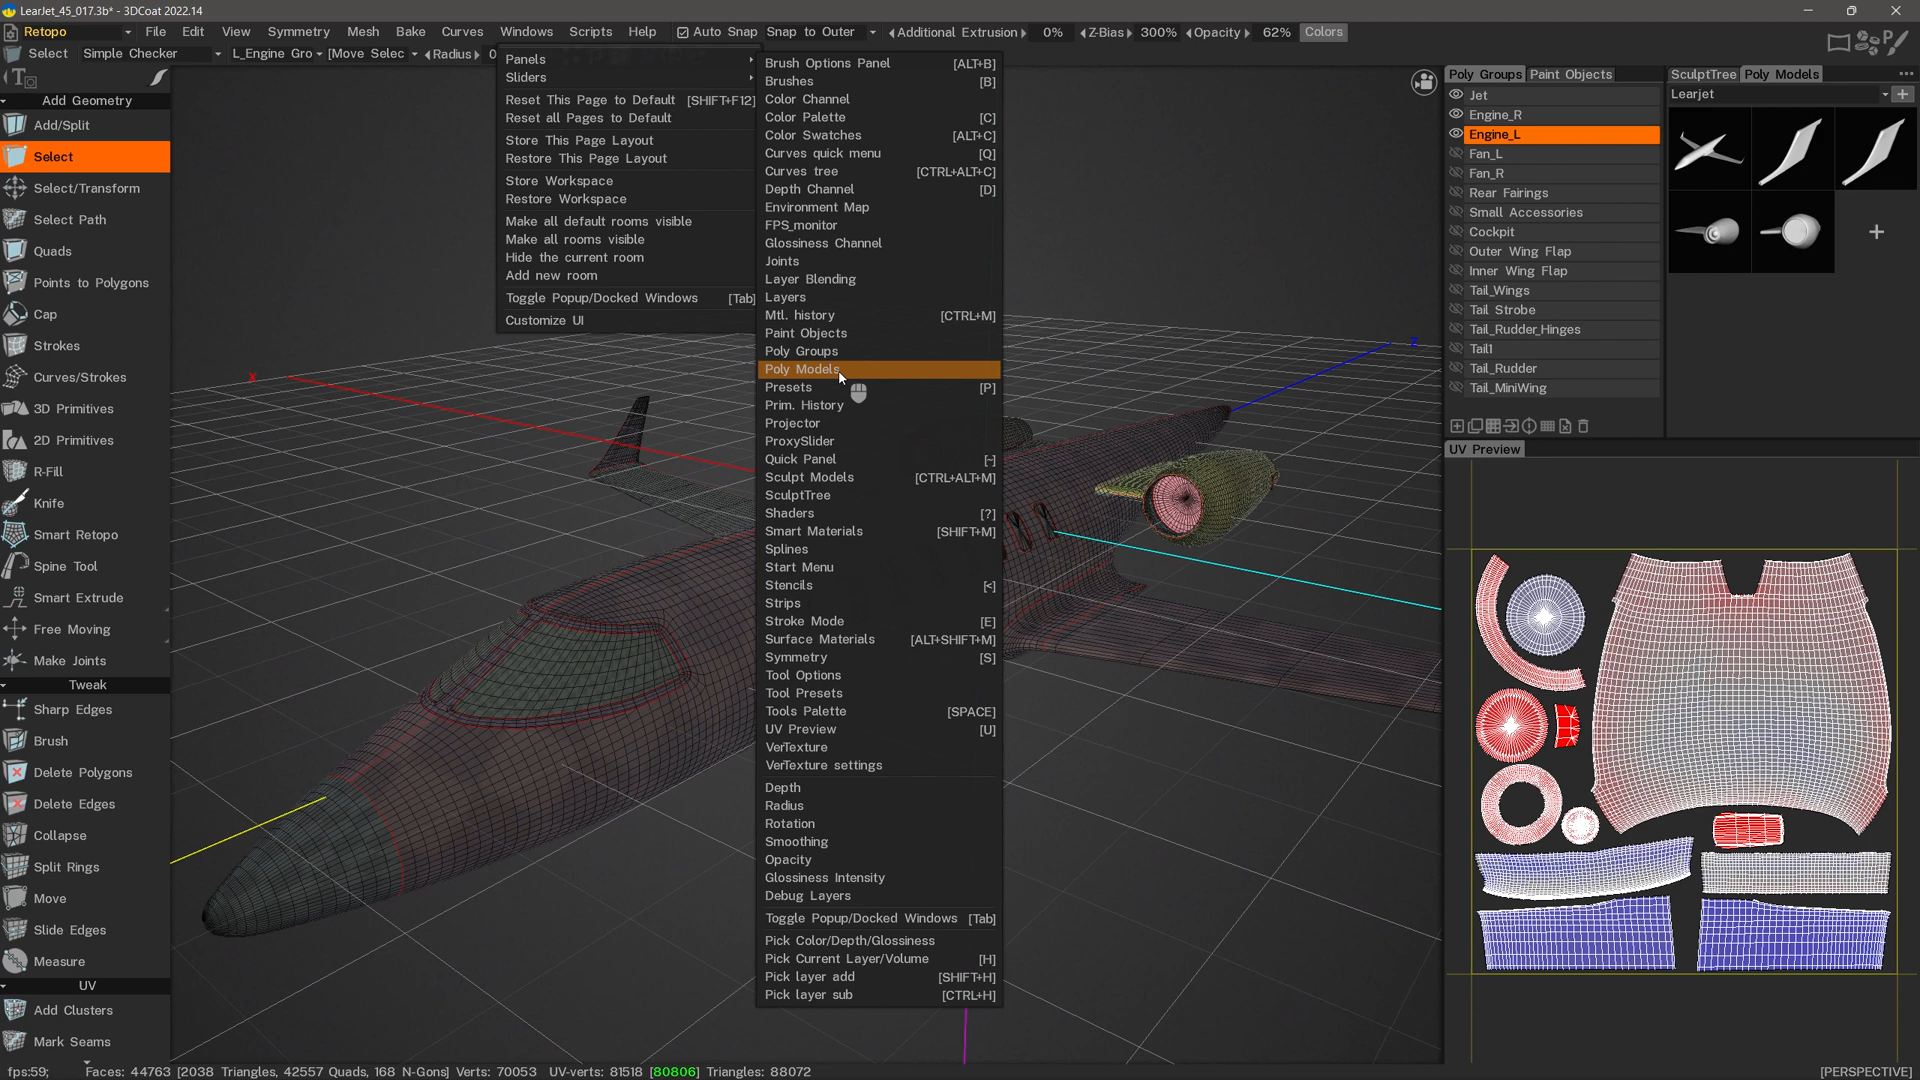 LearJet_45_017.3b* - 3DCoat 2022.14
Retopo File Edit View Symmetry Mesh Bake Curves Windows Scripts Help Auto Snap Snap to Outer Additional Extrusion 0% Z-Bias 300% Opacity 62% Colors
Select Simple Checker L_Engine Gro [Move Selec Radius 0
Add Geometry
Add/Split
Select
Select/Transform
Select Path
Quads
Points to Polygons
Cap
Strokes
Curves/Strokes
3D Primitives
2D Primitives
R-Fill
Knife
Smart Retopo
Spine Tool
Smart Extrude
Free Moving
Make Joints
Tweak
Sharp Edges
Brush
Delete Polygons
Delete Edges
Collapse
Split Rings
Move
Slide Edges
Measure
UV
Add Clusters
Mark Seams
Panels
Sliders
Reset This Page to Default [SHIFT+F12]
Reset all Pages to Default
Store This Page Layout
Restore This Page Layout
Store Workspace
Restore Workspace
Make all default rooms visible
Make all rooms visible
Hide the current room
Add new room
Toggle Popup/Docked Windows [Tab]
Customize UI
Brush Options Panel [ALT+B]
Brushes [B]
Color Channel
Color Palette [C]
Color Swatches [ALT+C]
Curves quick menu [Q]
Curves tree [CTRL+ALT+C]
Depth Channel [D]
Environment Map
FPS_monitor
Glossiness Channel
Joints
Layer Blending
Layers
Mtl. history [CTRL+M]
Paint Objects
Poly Groups
Poly Models
Presets [P]
Prim. History
Projector
ProxySlider
Quick Panel [~]
Sculpt Models [CTRL+ALT+M]
SculptTree
Shaders [?]
Smart Materials [SHIFT+M]
Splines
Start Menu
Stencils [<]
Strips
Stroke Mode [E]
Surface Materials [ALT+SHIFT+M]
Symmetry [S]
Tool Options
Tool Presets
Tools Palette [SPACE]
UV Preview [U]
VerTexture
VerTexture settings
Depth
Radius
Rotation
Smoothing
Opacity
Glossiness Intensity
Debug Layers
Toggle Popup/Docked Windows [Tab]
Pick Color/Depth/Glossiness
Pick Current Layer/Volume [H]
Pick layer add [SHIFT+H]
Pick layer sub [CTRL+H]
X
Z
Poly Groups Paint Objects
Jet
Engine_R
Engine_L
Fan_L
Fan_R
Rear Fairings
Small Accessories
Cockpit
Outer Wing Flap
Inner Wing Flap
Tail_Wings
Tail Strobe
Tail_Rudder_Hinges
Tail1
Tail_Rudder
Tail_MiniWing
UV Preview
SculptTree Poly Models
Learjet
fps:59; Faces: 44763 [2038 Triangles, 42557 Quads, 168 N-Gons] Verts: 70053 UV-verts: 81518 [80806] Triangles: 88072
[PERSPECTIVE]